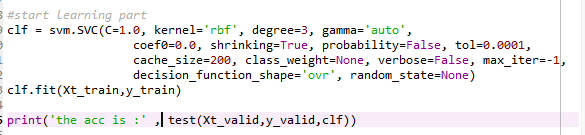 #start learning part
clf = svm.SVC(C=1.0, kernel='rbf', degree=3, gamma='auto',
coef0=0.0, shrinking=True, probability=False, tol=0.0001,
cache_size=200, class_weight=None, verbose=False, max_iter=-1,
decision_function_shape='ovr', random_state=None)
clf.fit(Xt_train,y_train)
print('the acc is :' , test(Xt_valid,y_valid,clf))